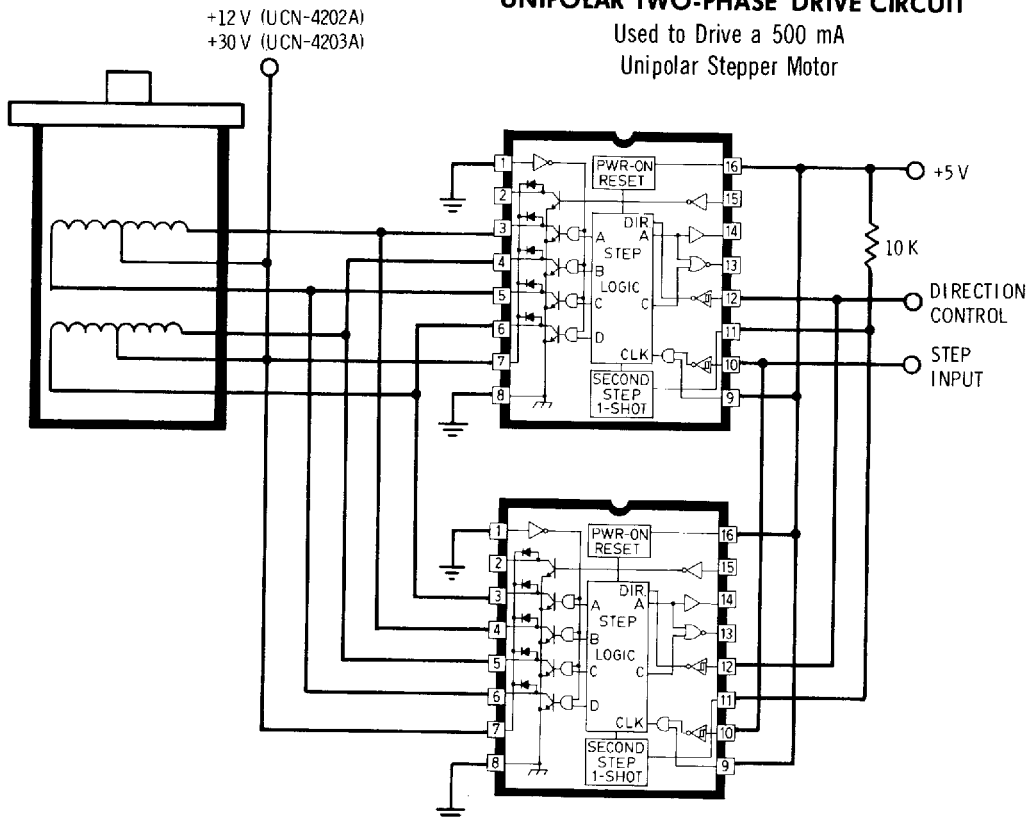 UNIPOLAR TWO-PHASE DRIVE CIRCUIT
Used to Drive a 500 mA
Unipolar Stepper Motor
+12 V (UCN-4202A)
+30 V (UCN-4203A)
1
2
3
4
5
6
7
8
PWR-ON
RESET
DIR
A
A
STEP
B
LOGIC
C
C
D
CLK
SECOND
STEP
1-SHOT
16
15
14
13
12
11
10
9
+5 V
10 K
DIRECTION
CONTROL
STEP
INPUT
1
2
3
4
5
6
7
8
PWR-ON
RESET
DIR
A
A
STEP
B
LOGIC
C
C
D
CLK
SECOND
STEP
1-SHOT
16
15
14
13
12
11
10
9